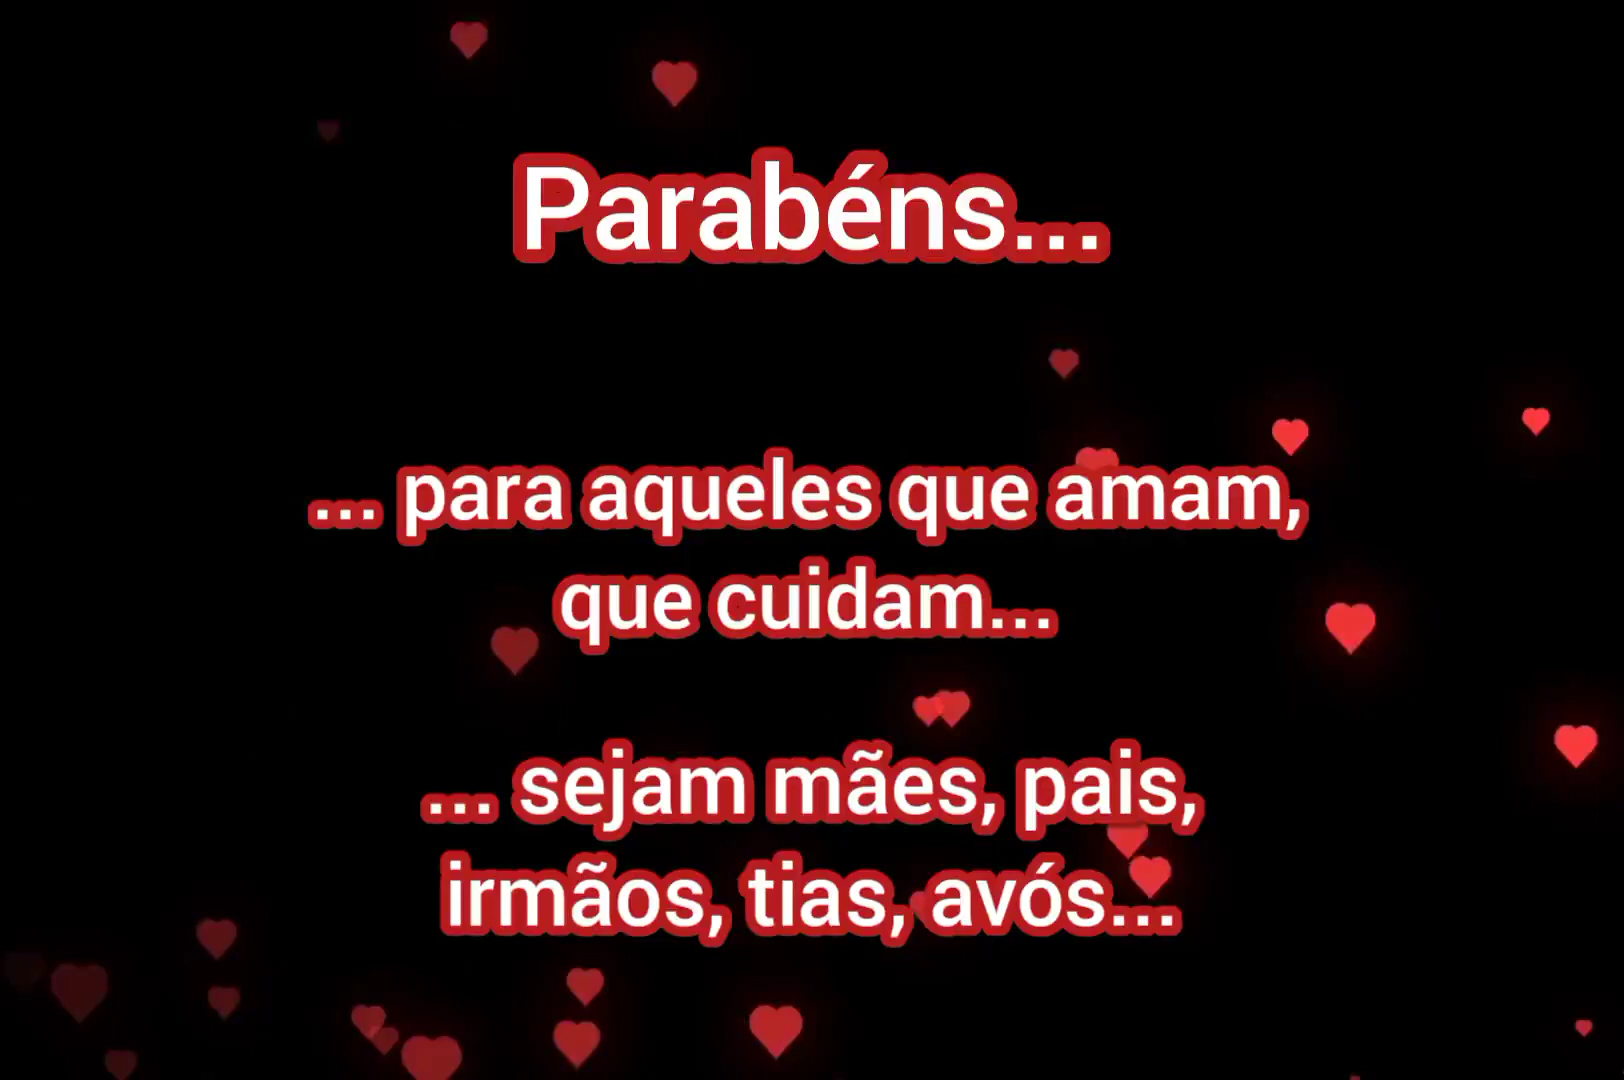 Parabéns...
... para aqueles que amam,
que cuidam...
... sejam mães, pais,
irmãos, tias, avós...